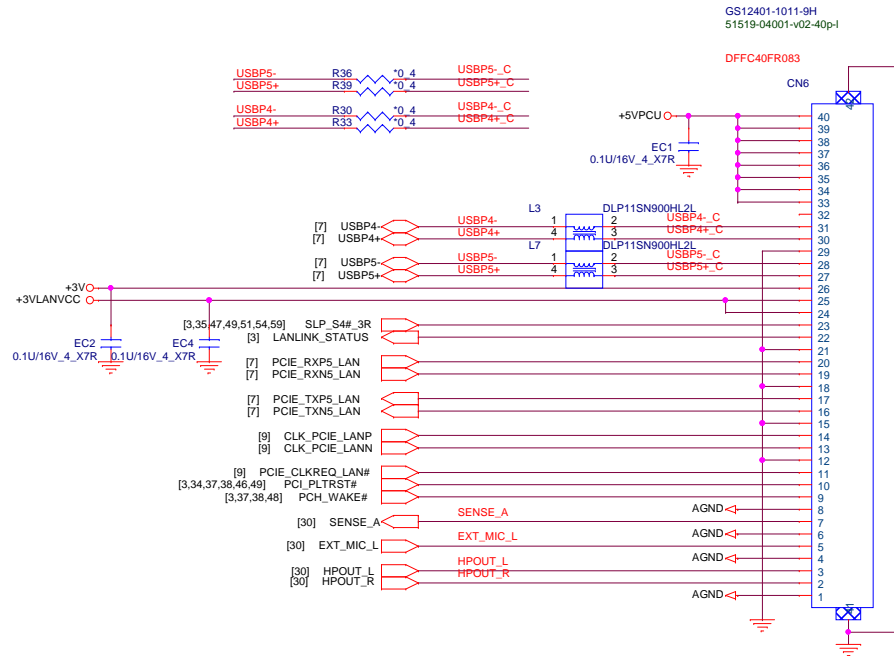 GS12401-1011-9H
51519-04001-v02-40p-l
DFFC40FR083
CN6
USBP5- R36 *0_4 USBP5-_C
USBP5+ R39 *0_4 USBP5+_C
USBP4- R30 *0_4 USBP4-_C
USBP4+ R33 *0_4 USBP4+_C
42
+5VPCU
EC1
0.1U/16V_4_X7R
40
39
38
37
36
35
34
33
32
L3 DLP11SN900HL2L
[7] USBP4- USBP4- 1 2 USBP4-_C 31
[7] USBP4+ USBP4+ 4 3 USBP4+_C 30
L7 DLP11SN900HL2L
29
[7] USBP5- USBP5- 1 2 USBP5-_C 28
[7] USBP5+ USBP5+ 4 3 USBP5+_C 27
+3V 26
+3VLANVCC 25
24
EC2
0.1U/16V_4_X7R
EC4
0.1U/16V_4_X7R
[3,35,47,49,51,54,59] SLP_S4#_3R 23
[3] LANLINK_STATUS 22
21
[7] PCIE_RXP5_LAN 20
[7] PCIE_RXN5_LAN 19
18
[7] PCIE_TXP5_LAN 17
[7] PCIE_TXN5_LAN 16
15
[9] CLK_PCIE_LANP 14
[9] CLK_PCIE_LANN 13
12
[9] PCIE_CLKREQ_LAN# 11
[3,34,37,38,46,49] PCI_PLTRST# 10
[3,37,38,48] PCH_WAKE# 9
AGND 8
[30] SENSE_A SENSE_A 7
AGND 6
[30] EXT_MIC_L EXT_MIC_L 5
AGND 4
[30] HPOUT_L HPOUT_L 3
[30] HPOUT_R HPOUT_R 2
AGND 1
41